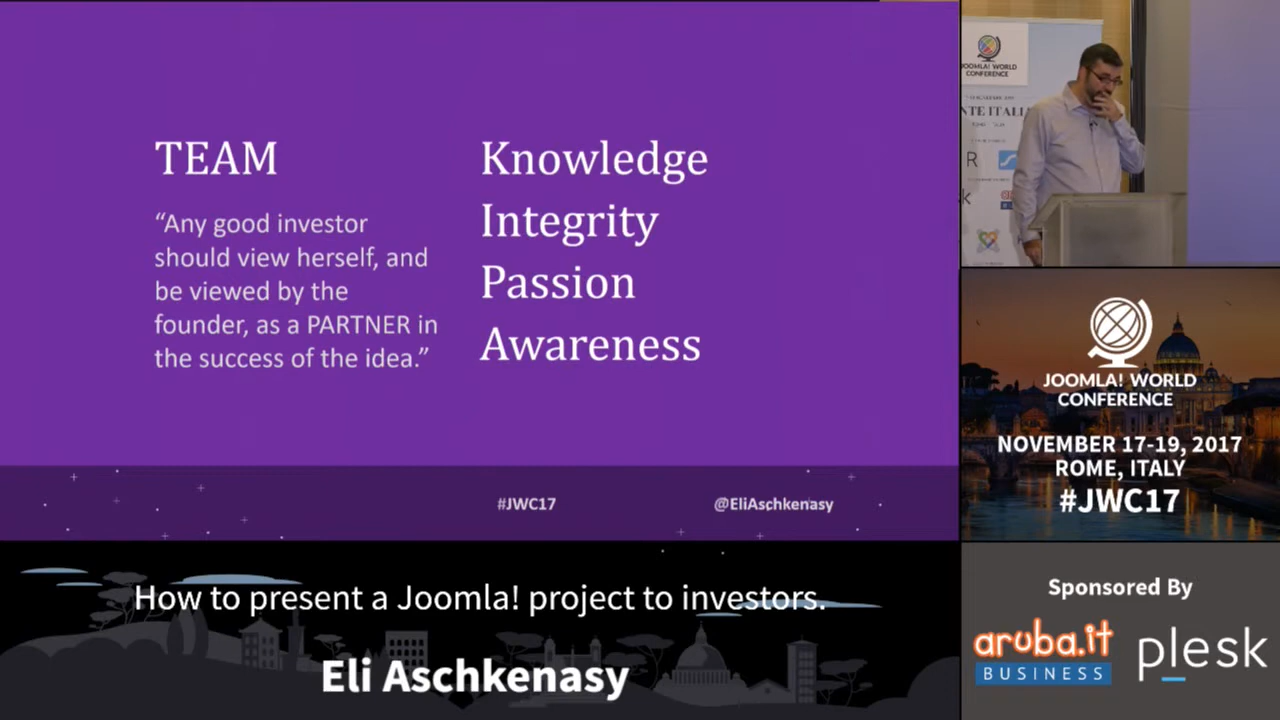 TEAM
“Any good investor
should view herself, and
be viewed by the
founder, as a PARTNER in
the success of the idea.”
Knowledge
Integrity
Passion
Awareness
#JWC17
@EliAschkenasy
JOOMLA! WORLD
CONFERENCE
NOVEMBER 17-19, 2017
ROME, ITALY
#JWC17
How to present a Joomla! project to investors.
Eli Aschkenasy
Sponsored By
aruba.it
BUSINESS
plesk